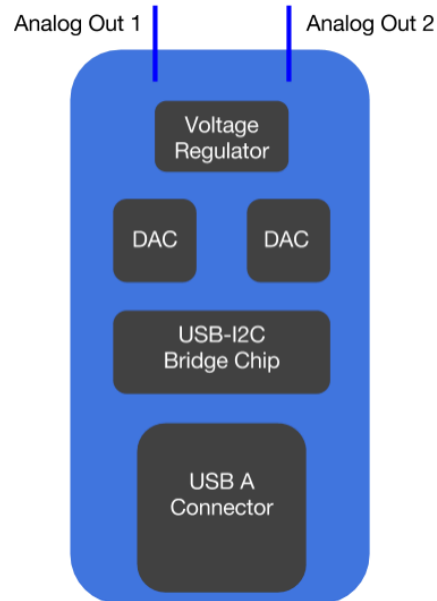 Analog Out 1
Analog Out 2
Voltage
Regulator
DAC
DAC
USB-I2C
Bridge Chip
USB A
Connector